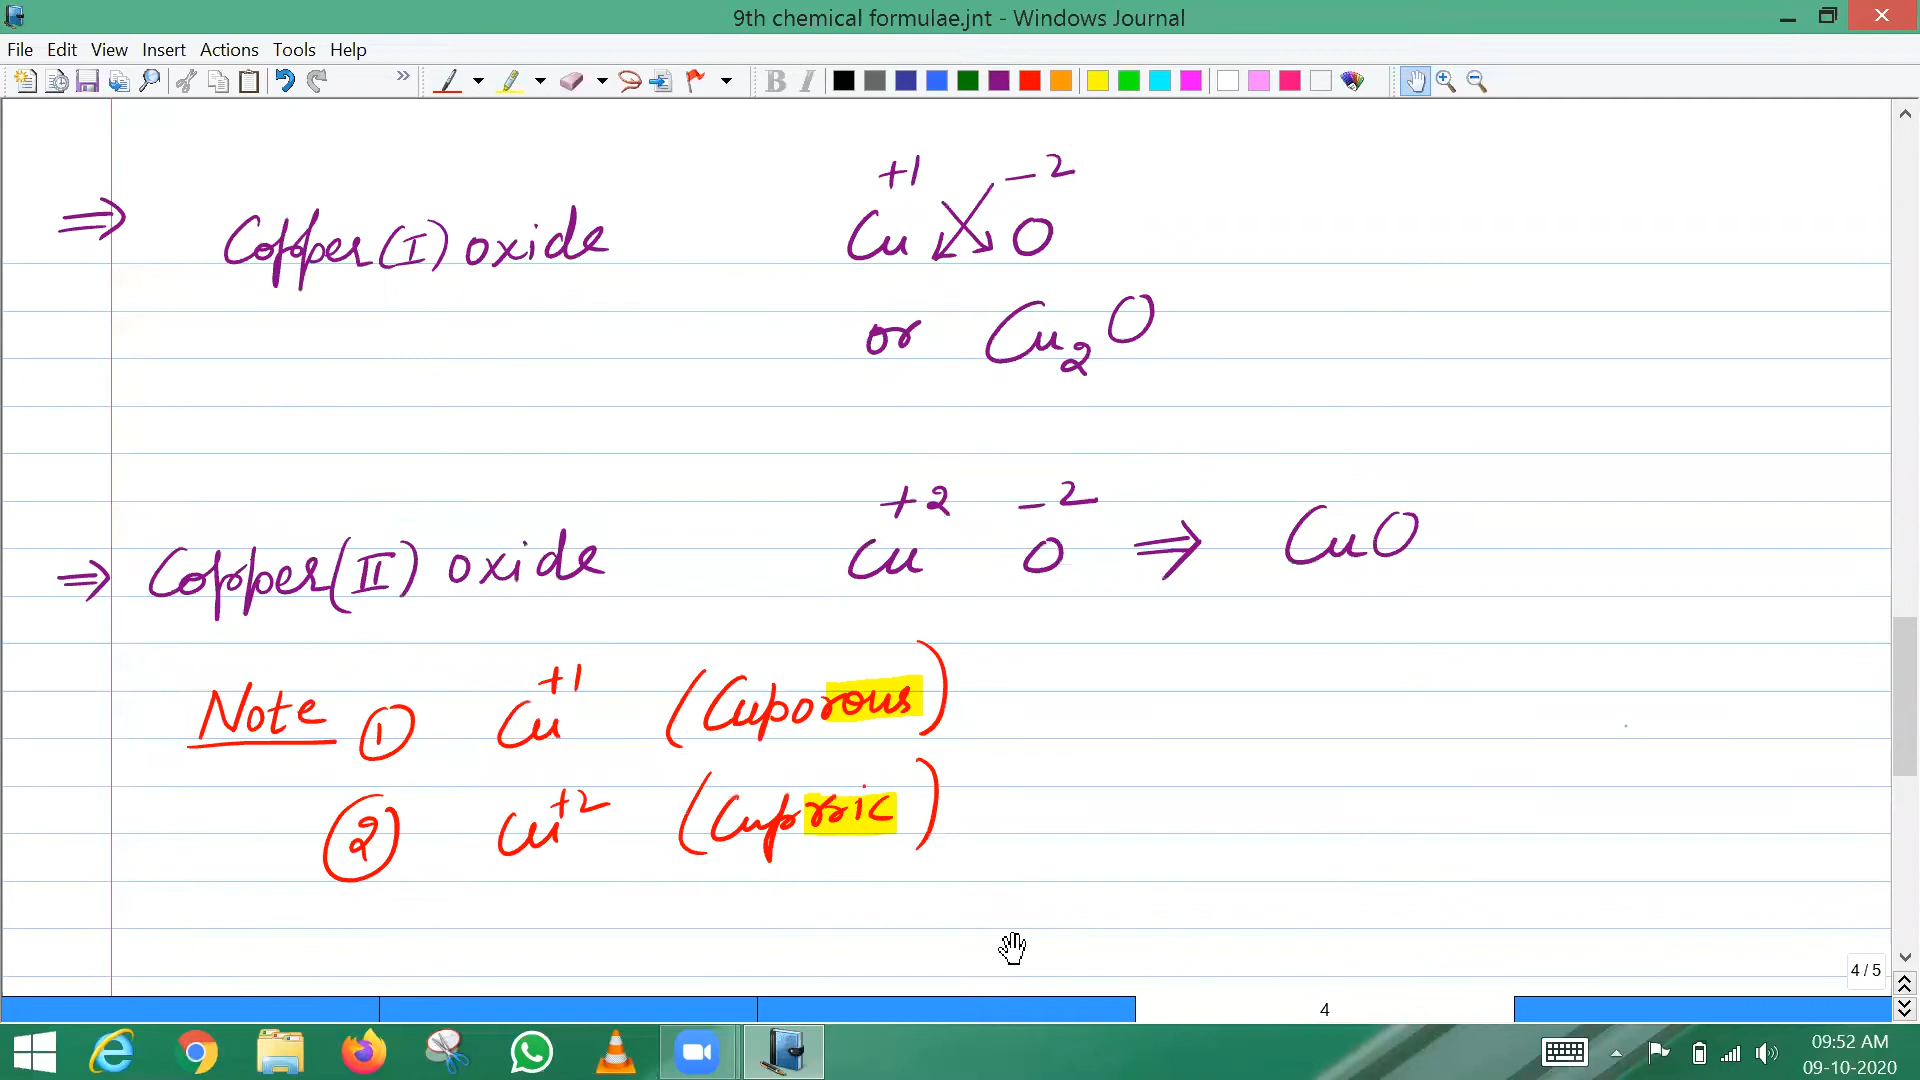 9th chemical formulae.jnt - Windows Journal
File Edit View Insert Actions Tools Help
B I
+1 -2
⇒ Copper(I) oxide Cu O
or Cu₂O
+2 -2
⇒ Copper(II) oxide Cu O ⇒ CuO
Note ① Cu⁺¹ (Cuporous)
② Cu⁺² (Cuprric)
4 / 5
4
09:52 AM
09-10-2020